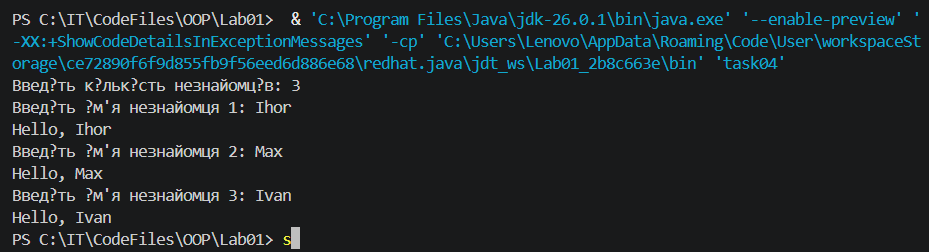 PS C:\IT\CodeFiles\OOP\Lab01>  & 'C:\Program Files\Java\jdk-26.0.1\bin\java.exe' '--enable-preview' '
-XX:+ShowCodeDetailsInExceptionMessages' '-cp' 'C:\Users\Lenovo\AppData\Roaming\Code\User\workspaceSt
orage\ce72890f6f9d855fb9f56eed6d886e68\redhat.java\jdt_ws\Lab01_2b8c663e\bin' 'task04'
Введ?ть к?льк?сть незнайомц?в: 3
Введ?ть ?м'я незнайомця 1: Ihor
Hello, Ihor
Введ?ть ?м'я незнайомця 2: Max
Hello, Max
Введ?ть ?м'я незнайомця 3: Ivan
Hello, Ivan
PS C:\IT\CodeFiles\OOP\Lab01> s